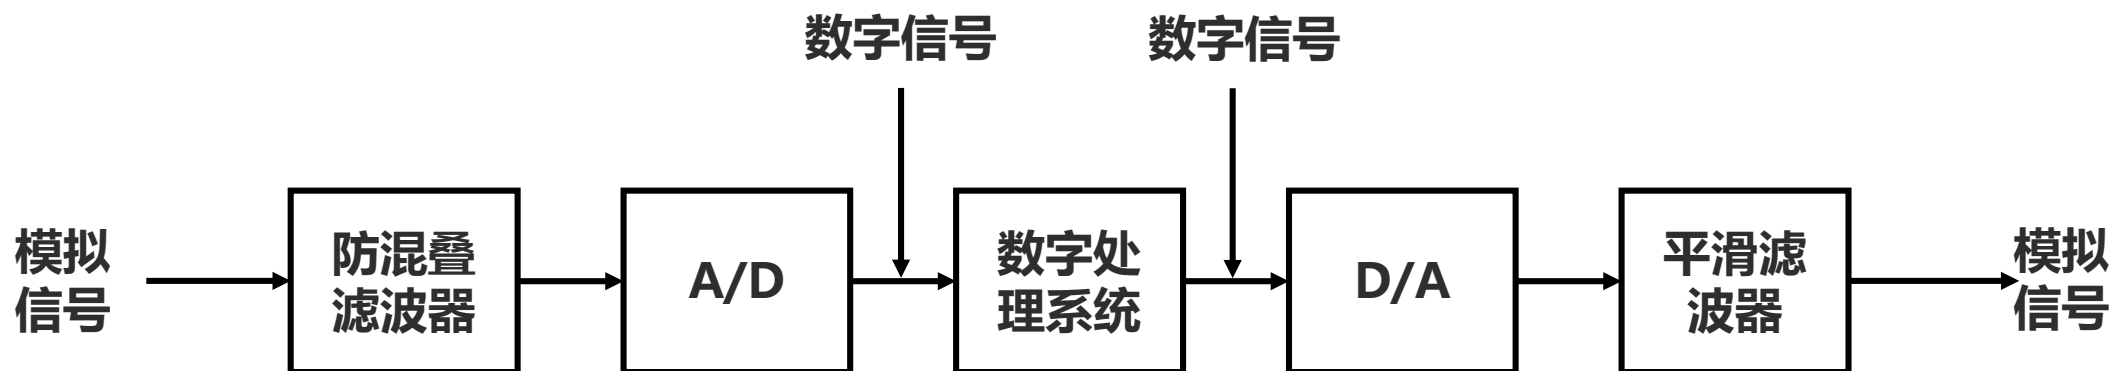 数字信号
数字信号
模拟
信号
防混叠
滤波器
A/D
数字处
理系统
D/A
平滑滤
波器
模拟
信号